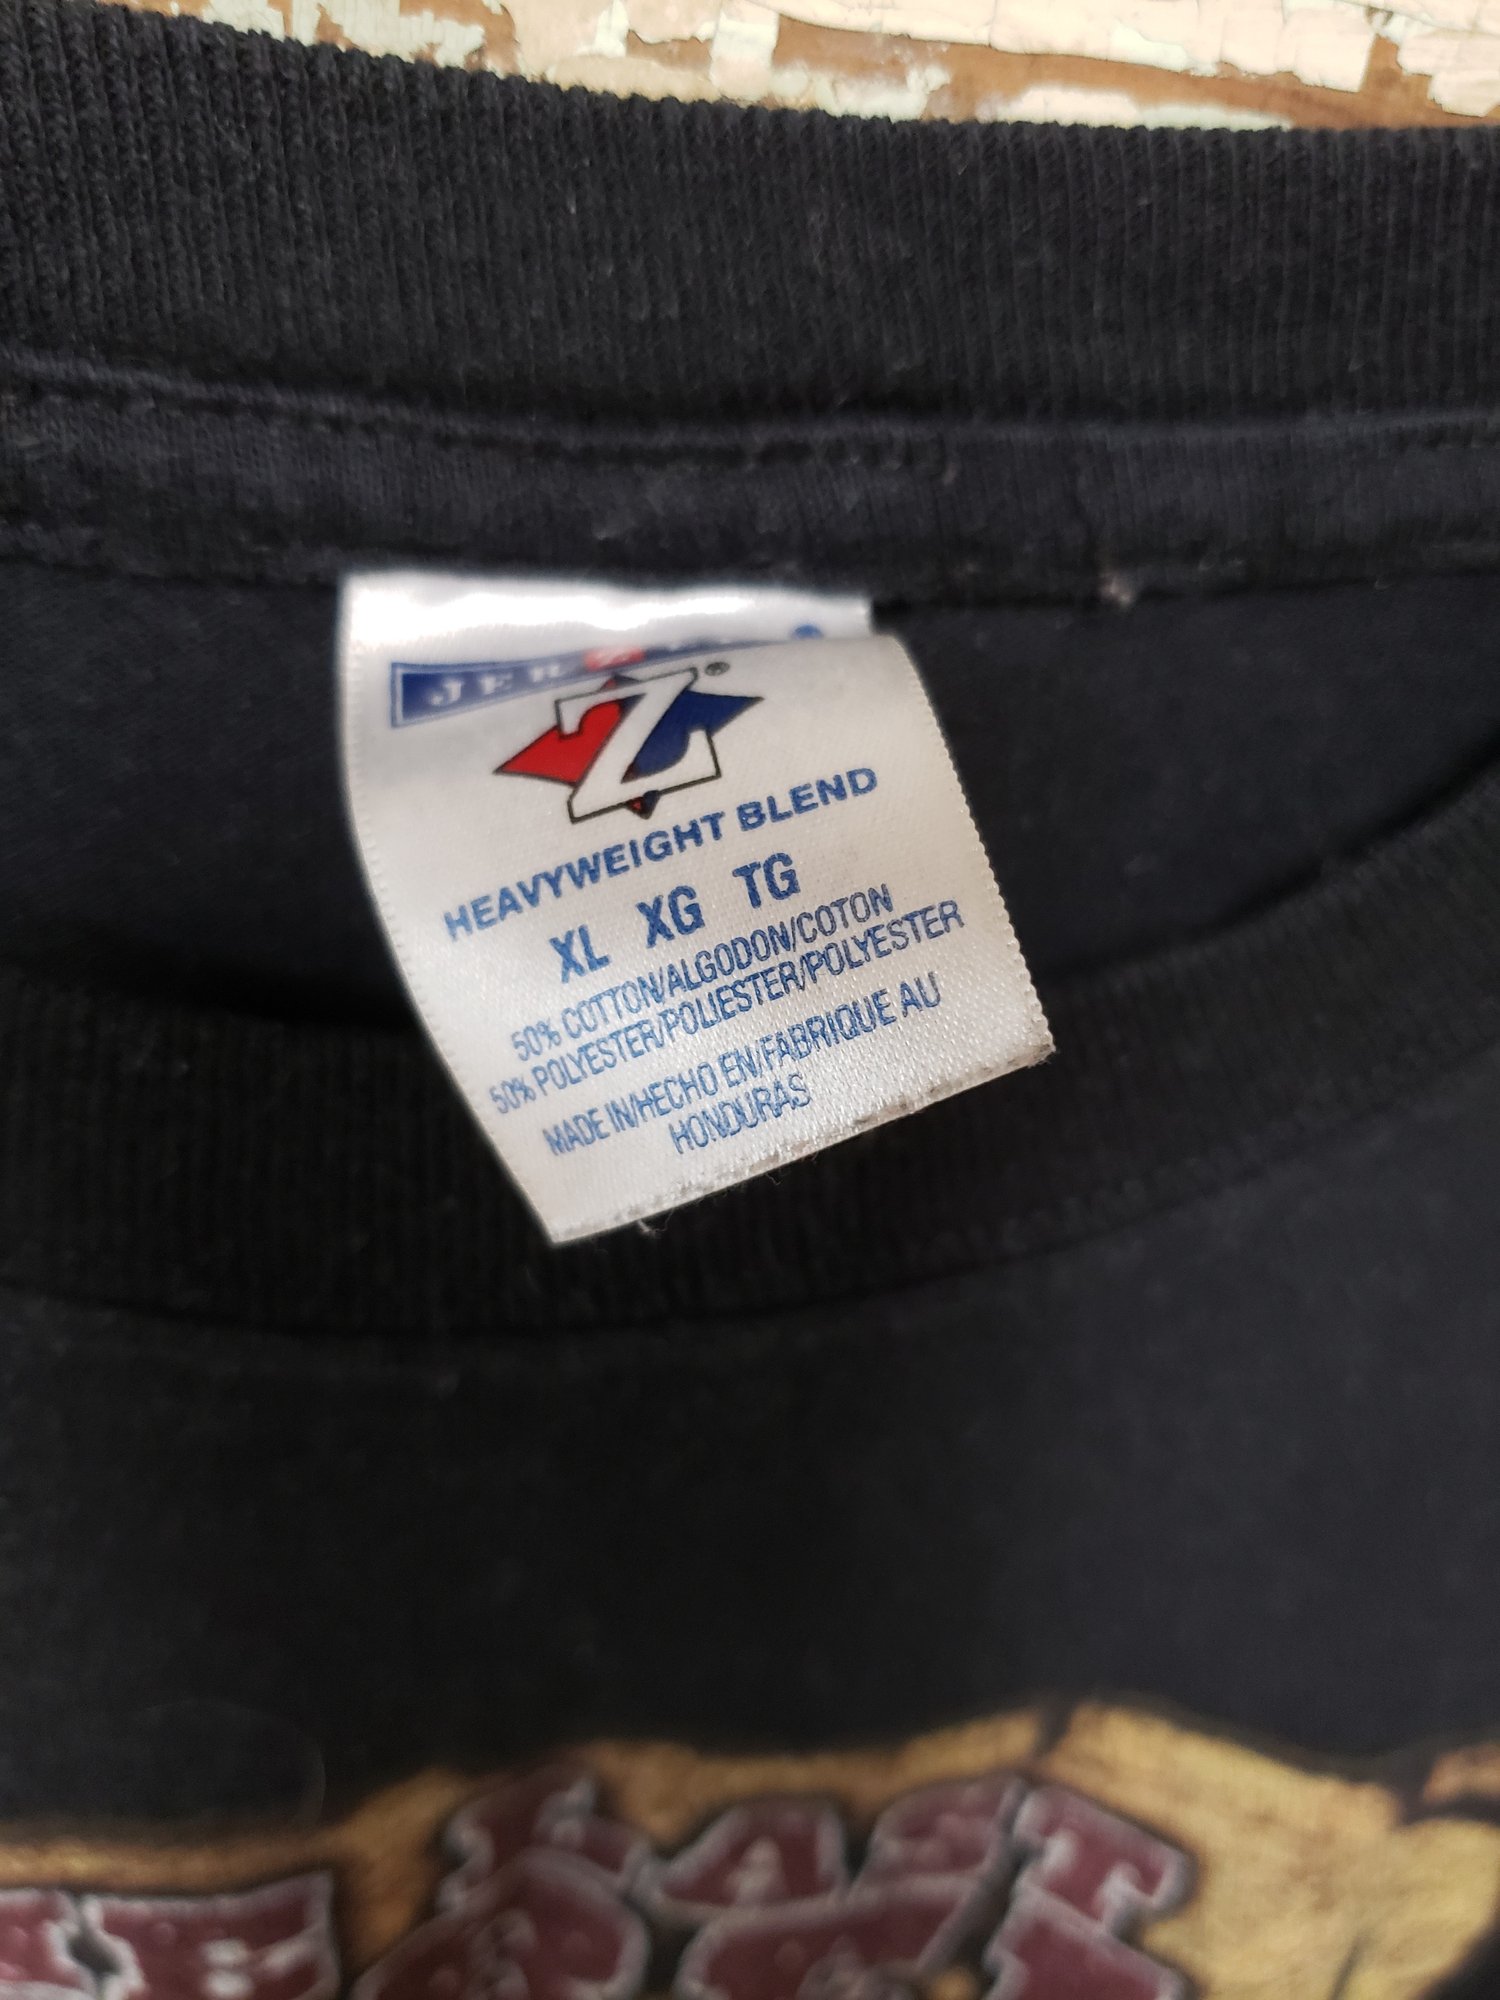 Z®
HEAVYWEIGHT BLEND
XL XG TG
50% COTTON/ALGODON/COTON
50% POLYESTER/POLIESTER/POLYESTER
MADE IN/HECHO EN/FABRIQUE AU
HONDURAS